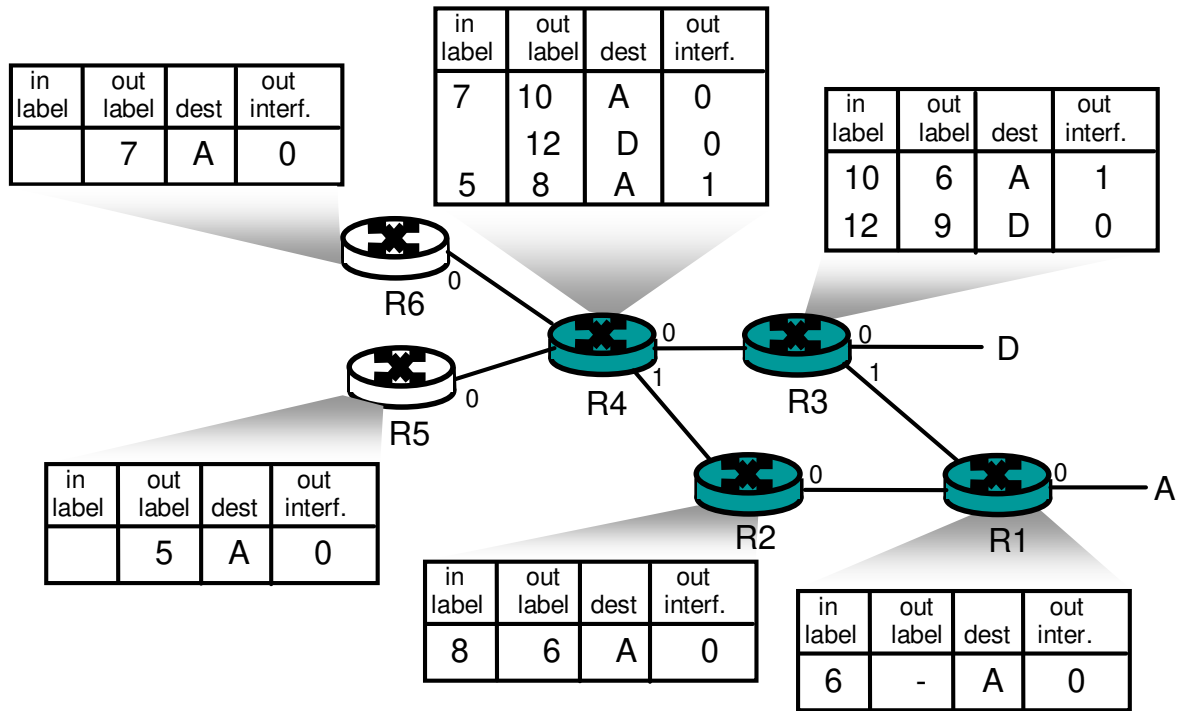 in out dest out
label label interf.
7 10 A 0
12 D 0
5 8 A 1
in out dest out
label label interf.
7 A 0
in out dest out
label label interf.
10 6 A 1
12 9 D 0
R6
0
R5
0
R4
0
1
R3
0
1
D
R2
0
R1
0
A
in out dest out
label label interf.
5 A 0
in out dest out
label label interf.
8 6 A 0
in out dest out
label label inter.
6 - A 0